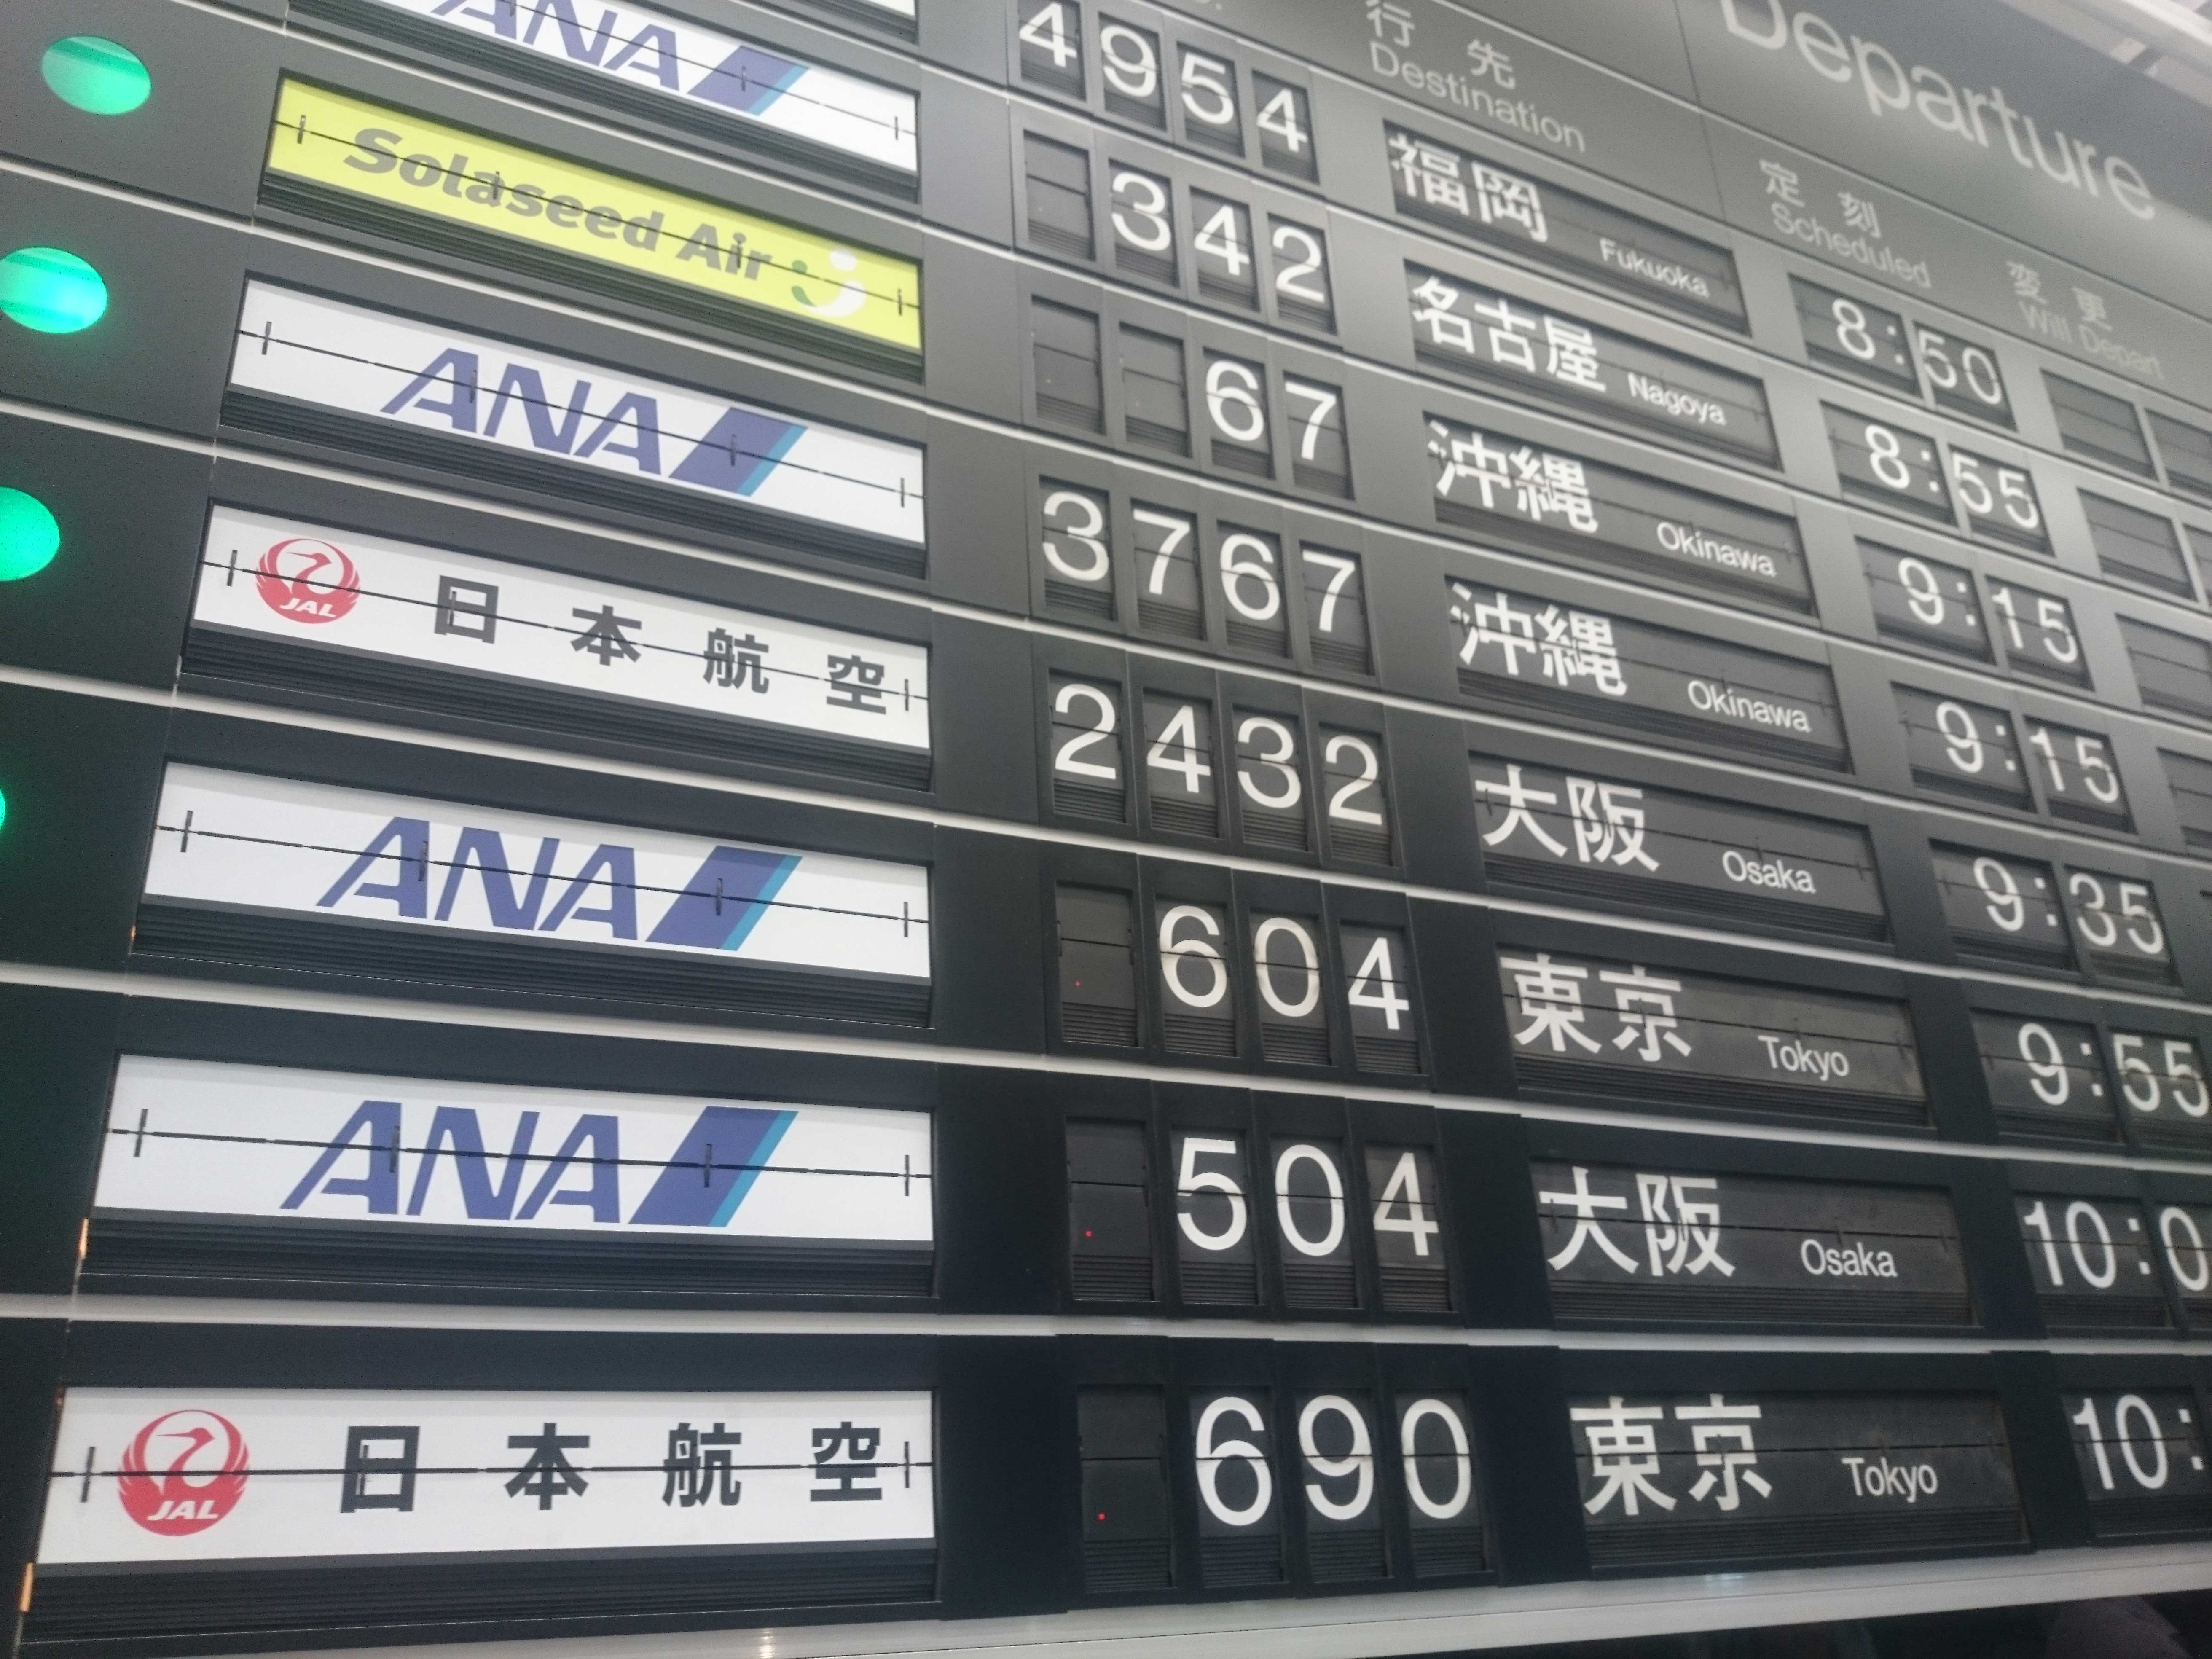 Departure
行先
Destination
定刻
Scheduled
変更
Will Depart
4954 福岡 Fukuoka 8:50
ANA 342 名古屋 Nagoya 8:55
Solaseed Air 67 沖縄 Okinawa 9:15
ANA 3767 沖縄 Okinawa 9:15
JAL 日本航空 2432 大阪 Osaka 9:35
ANA 604 東京 Tokyo 9:55
ANA 504 大阪 Osaka 10:0
JAL 日本航空 690 東京 Tokyo 10: